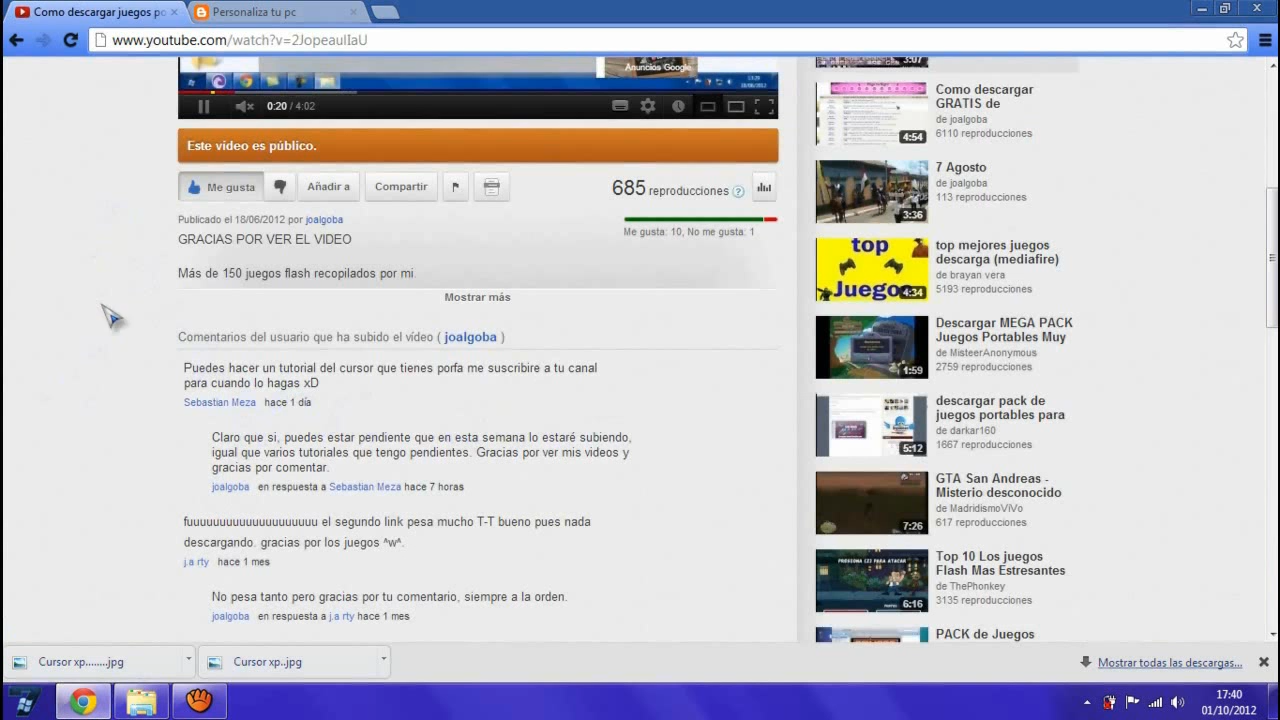 Como descargar juegos po
Personaliza tu pc
www.youtube.com/watch?v=2JopeaulIaU
Anuncios Google
0:20 / 4:02
Este vídeo es público.
Me gusta
Añadir a
Compartir
685 reproducciones
Publicado el 18/06/2012 por joalgoba
GRACIAS POR VER EL VIDEO
Me gusta: 10, No me gusta: 1
Más de 150 juegos flash recopilados por mi.
Mostrar más
Comentarios del usuario que ha subido el vídeo ( joalgoba )
Puedes hacer un tutorial del cursor que tienes porfa me suscribire a tu canal
para cuando lo hagas xD
Sebastian Meza hace 1 día
Claro que si, puedes estar pendiente que en esta semana lo estaré subiendo,
igual que varios tutoriales que tengo pendientes. Gracias por ver mis videos y
gracias por comentar.
joalgoba en respuesta a Sebastian Meza hace 7 horas
fuuuuuuuuuuuuuuuuuuu el segundo link pesa mucho T-T bueno pues nada
descargando. gracias por los juegos ^w^.
j.a rty hace 1 mes
No pesa tanto pero gracias por tu comentario, siempre a la orden.
joalgoba en respuesta a j.a rty hace 1 mes
3:07
Como descargar
GRATIS de
de joalgoba
6110 reproducciones
4:54
7 Agosto
de joalgoba
113 reproducciones
3:36
top mejores juegos
descarga (mediafire)
de brayan vera
5193 reproducciones
top
Juegos
4:34
Descargar MEGA PACK
Juegos Portables Muy
de MisteerAnonymous
2759 reproducciones
1:59
descargar pack de
juegos portables para
de darkar160
1667 reproducciones
5:12
GTA San Andreas -
Misterio desconocido
de MadridismoVíVo
617 reproducciones
7:26
Top 10 Los juegos
Flash Mas Estresantes
de ThePhonkey
3135 reproducciones
PRESIONA (Z) PARA ATACAR
6:16
PACK de Juegos
Cursor xp........jpg
Cursor xp..jpg
Mostrar todas las descargas...
17:40
01/10/2012